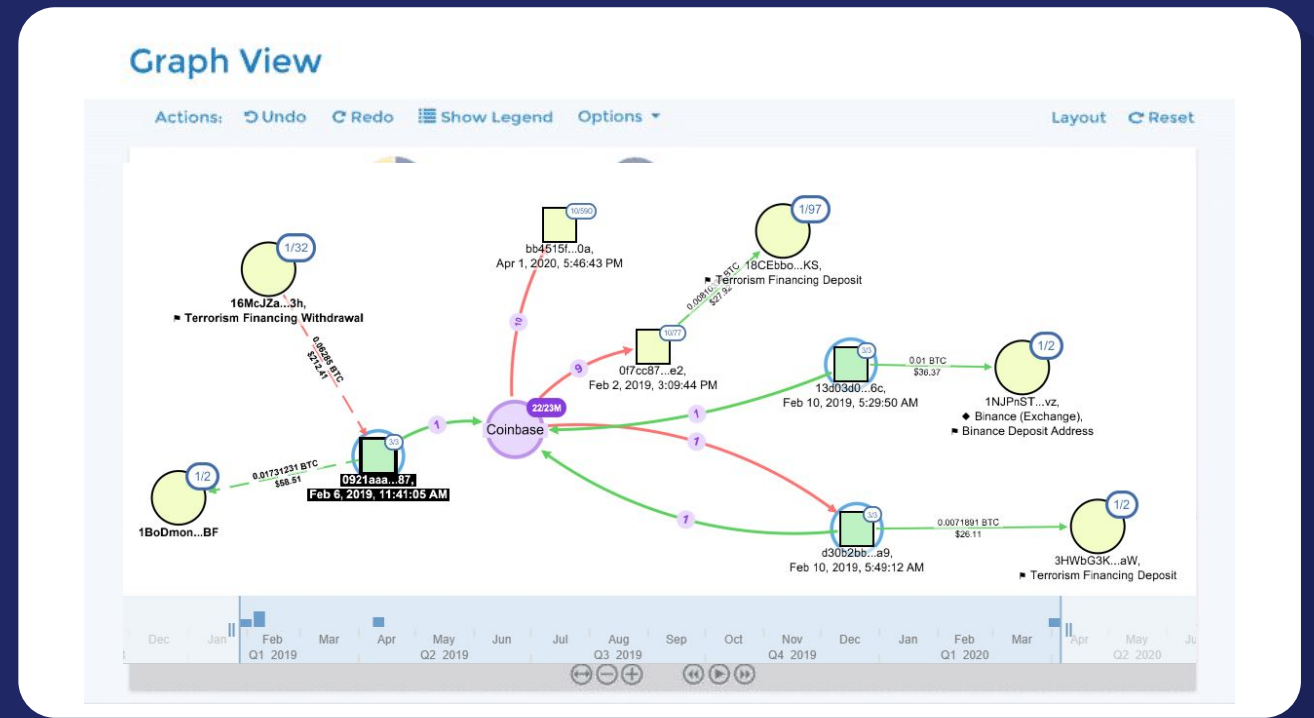 Graph View
Actions: Undo Redo Show Legend Options Layout Reset
10/590
bb4515f...0a,
Apr 1, 2020, 5:46:43 PM
1/97
18CEbbo...KS,
Terrorism Financing Deposit
$27.92
1/32
16McJZa...3h,
Terrorism Financing Withdrawal
0.06286 BTC
$212.41
10
10/77
0f7cc87...e2,
Feb 2, 2019, 3:09:44 PM
9
3/3
13d03d0...6c,
Feb 10, 2019, 5:29:50 AM
0.01 BTC
$36.37
1/2
1NJPnST...vz,
Binance (Exchange),
Binance Deposit Address
22/23M
Coinbase
1
1
1
3/3
0921aaa...87,
Feb 6, 2019, 11:41:05 AM
0.01731231 BTC
$58.51
1/2
1BoDmon...BF
1
3/3
d30b2bb...a9,
Feb 10, 2019, 5:49:12 AM
0.0071891 BTC
$26.11
1/2
3HWbG3K...aW,
Terrorism Financing Deposit
Dec Jan Feb Mar Apr May Jun Jul Aug Sep Oct Nov Dec Jan Feb Mar Apr May
Q1 2019 Q2 2019 Q3 2019 Q4 2019 Q1 2020 Q2 2020